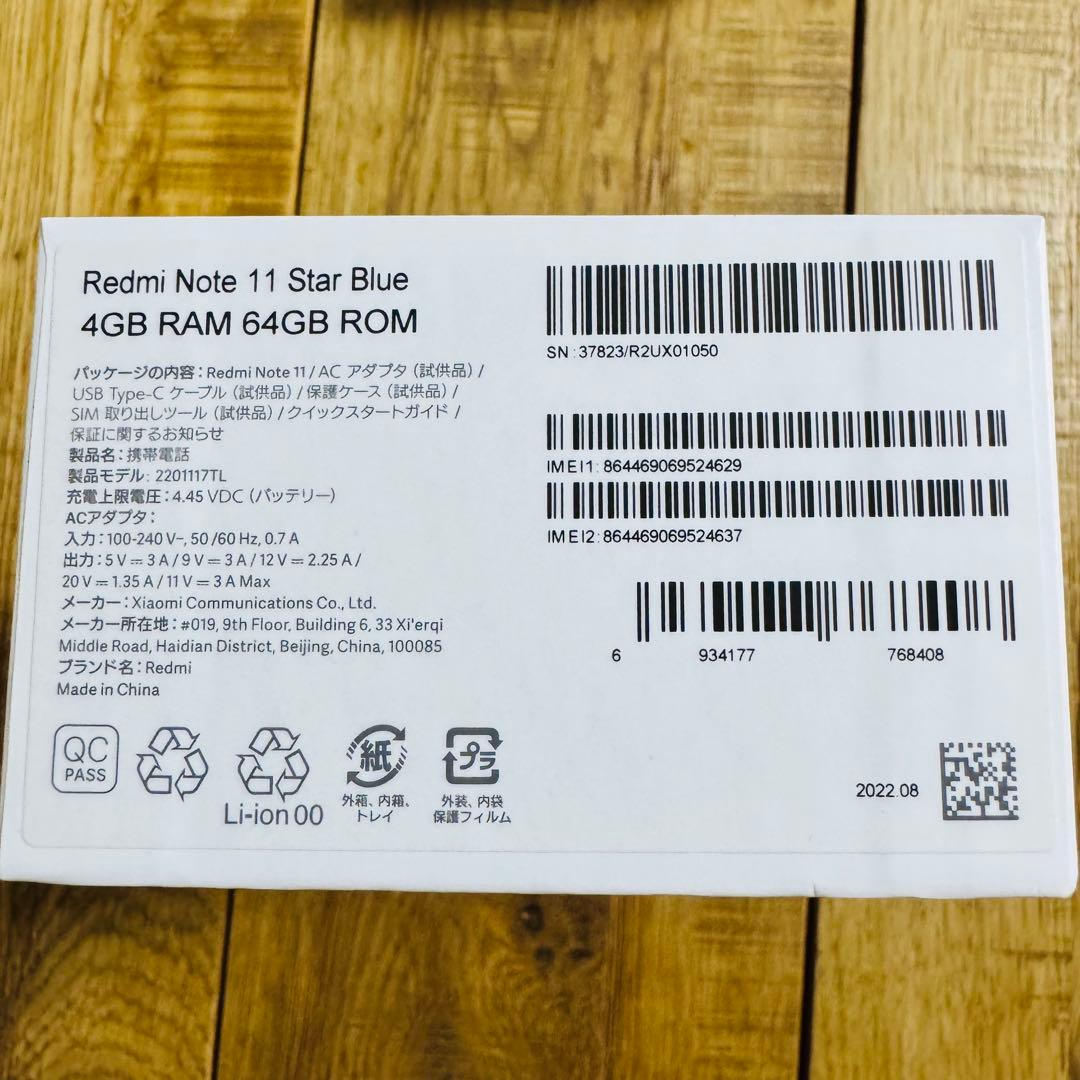 Redmi Note 11 Star Blue
4GB RAM 64GB ROM
パッケージの内容：Redmi Note 11 / AC アダプタ（試供品）/
USB Type-C ケーブル（試供品）/ 保護ケース（試供品）/
SIM 取り出しツール（試供品）/ クイックスタートガイド /
保証に関するお知らせ
製品名：携帯電話
製品モデル：2201117TL
充電上限電圧：4.45 VDC（バッテリー）
ACアダプタ：
入力：100-240 V~, 50 /60 Hz, 0.7 A
出力：5 V ⎓ 3 A / 9 V ⎓ 3 A / 12 V ⎓ 2.25 A /
20 V ⎓ 1.35 A / 11 V ⎓ 3 A Max
メーカー：Xiaomi Communications Co., Ltd.
メーカー所在地：#019, 9th Floor, Building 6, 33 Xi'erqi
Middle Road, Haidian District, Beijing, China, 100085
ブランド名：Redmi
Made in China
QC
PASS
Li-ion 00
紙
外箱、内箱、
トレイ
プラ
外装、内袋
保護フィルム
SN：37823/R2UX01050
IMEI1：864469069524629
IMEI2：864469069524637
6 934177 768408
2022.08